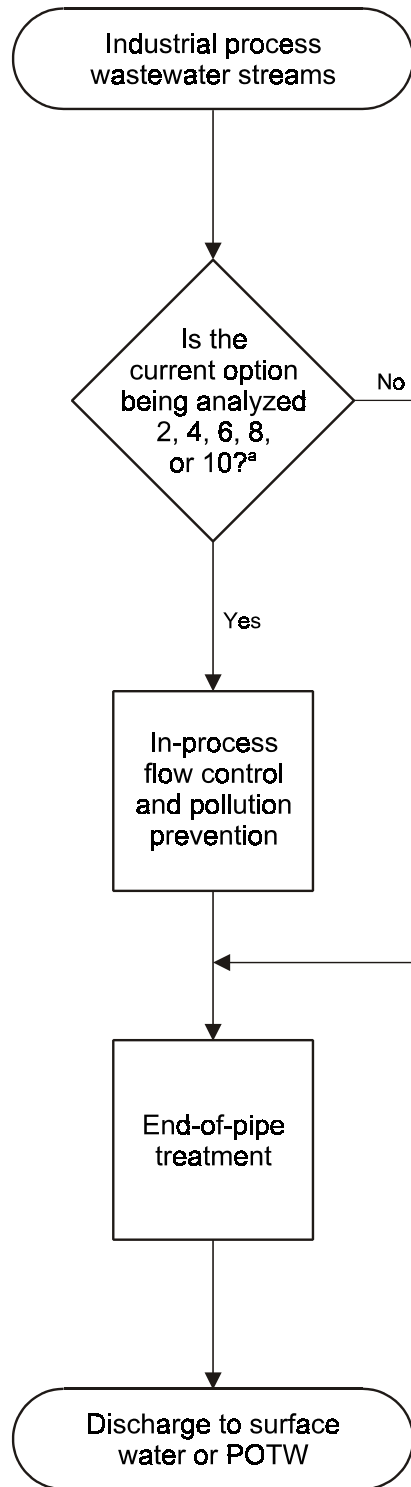 Industrial process
wastewater streams
Is the
current option
being analyzed
2, 4, 6, 8,
or 10?ª
No
Yes
In-process
flow control
and pollution
prevention
End-of-pipe
treatment
Discharge to surface
water or POTW